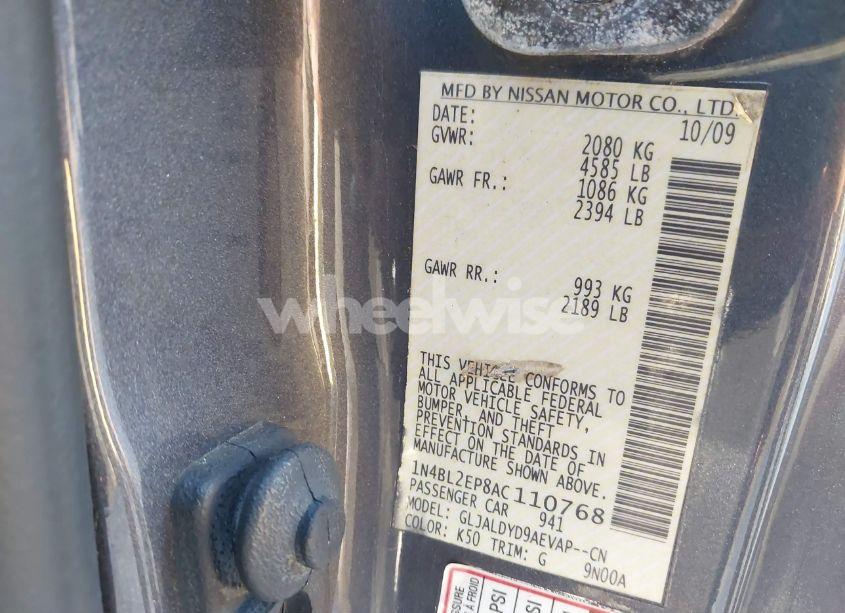 MFD BY NISSAN MOTOR CO., LTD.
DATE: 10/09
GVWR: 2080 KG
4585 LB
GAWR FR.: 1086 KG
2394 LB
GAWR RR.: 993 KG
2189 LB
wheelwise
THIS VEHICLE CONFORMS TO
ALL APPLICABLE FEDERAL
MOTOR VEHICLE SAFETY,
BUMPER, AND THEFT
PREVENTION STANDARDS IN
EFFECT ON THE DATE OF
MANUFACTURE SHOWN ABOVE.
1N4BL2EP8AC110768
PASSENGER CAR 941
MODEL: GLJALDYD9AEVAP--CN
COLOR: K50 TRIM: G 9N00A
PSI
PSI